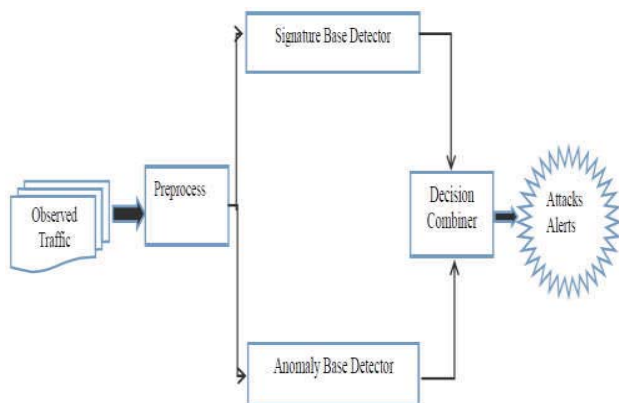 Signature Base Detector
Preprocess
Observed
Traffic
Decision
Combiner
Attacks
Alerts
Anomaly Base Detector